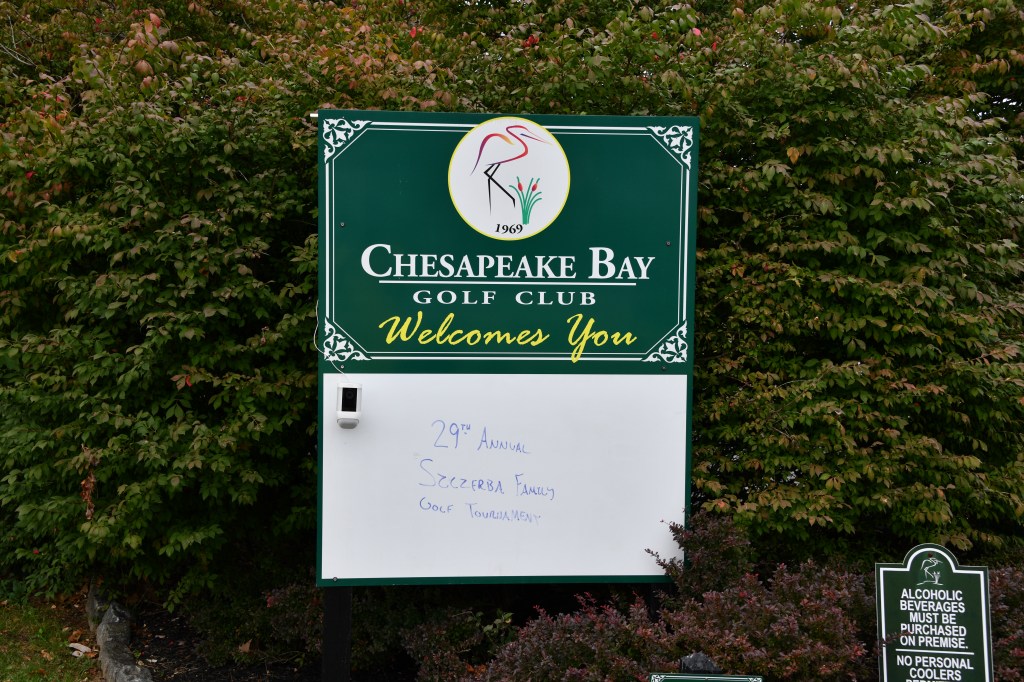 1969
CHESAPEAKE BAY
GOLF CLUB
Welcomes You
29TH ANNUAL
SZCZERBA FAMILY
GOLF TOURNAMENT
ALCOHOLIC
BEVERAGES
MUST BE
PURCHASED
ON PREMISE.
NO PERSONAL
COOLERS